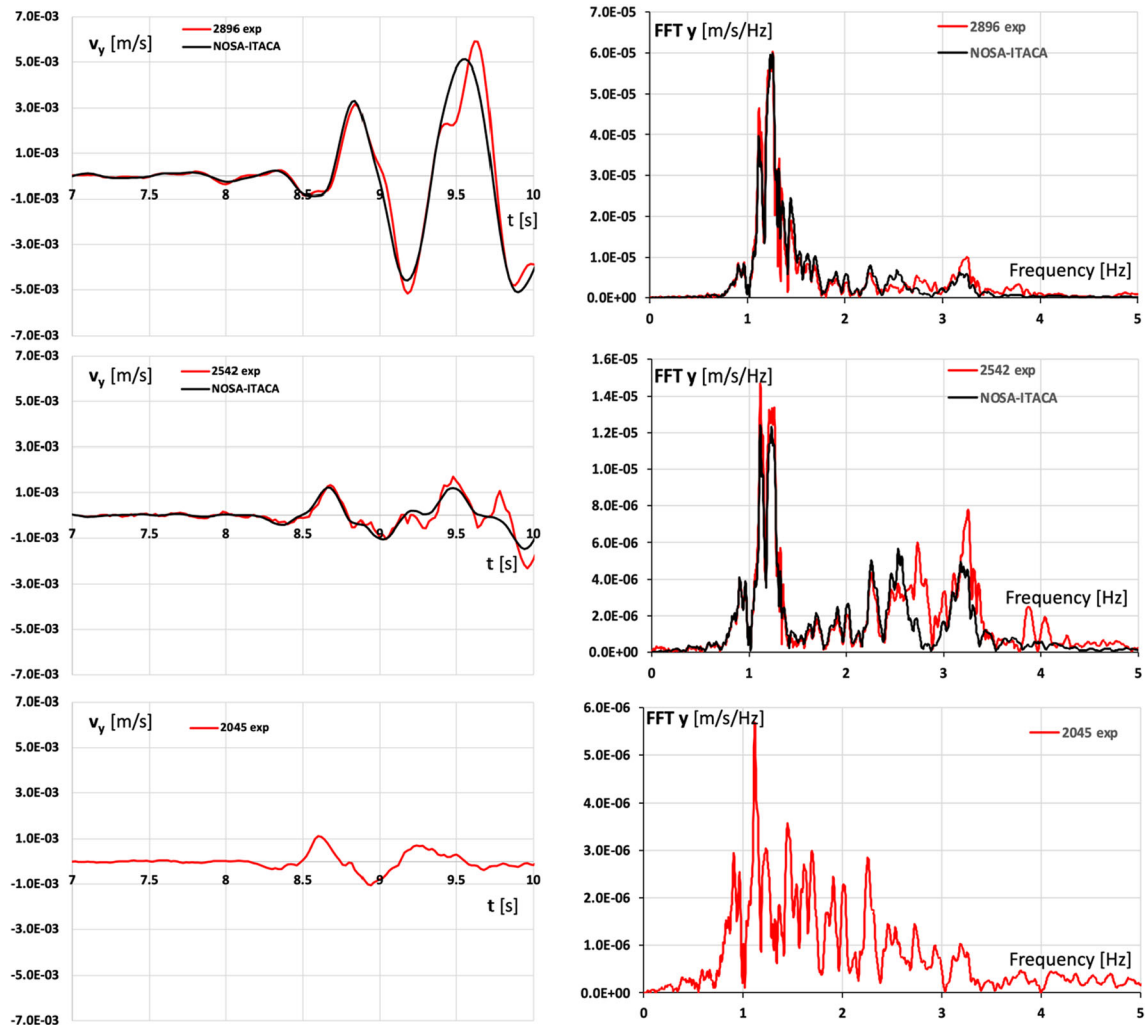 7.0E-03
v_y [m/s]
2896 exp
NOSA-ITACA
5.0E-03
3.0E-03
1.0E-03
7 7.5 8 8.5 9 9.5 10
-1.0E-03
t [s]
-3.0E-03
-5.0E-03
-7.0E-03
7.0E-05
FFT y [m/s/Hz]
2896 exp
NOSA-ITACA
6.0E-05
5.0E-05
4.0E-05
3.0E-05
2.0E-05
1.0E-05
Frequency [Hz]
0.0E+00
0 1 2 3 4 5
7.0E-03
v_y [m/s]
2542 exp
NOSA-ITACA
5.0E-03
3.0E-03
1.0E-03
7 7.5 8 8.5 9 9.5 10
-1.0E-03
t [s]
-3.0E-03
-5.0E-03
-7.0E-03
1.6E-05
FFT y [m/s/Hz]
2542 exp
NOSA-ITACA
1.4E-05
1.2E-05
1.0E-05
8.0E-06
6.0E-06
4.0E-06
Frequency [Hz]
2.0E-06
0.0E+00
0 1 2 3 4 5
7.0E-03
v_y [m/s]
2045 exp
5.0E-03
3.0E-03
1.0E-03
7 7.5 8 8.5 9 9.5 10
-1.0E-03
t [s]
-3.0E-03
-5.0E-03
-7.0E-03
6.0E-06
FFT y [m/s/Hz]
2045 exp
5.0E-06
4.0E-06
3.0E-06
2.0E-06
1.0E-06
Frequency [Hz]
0.0E+00
0 1 2 3 4 5